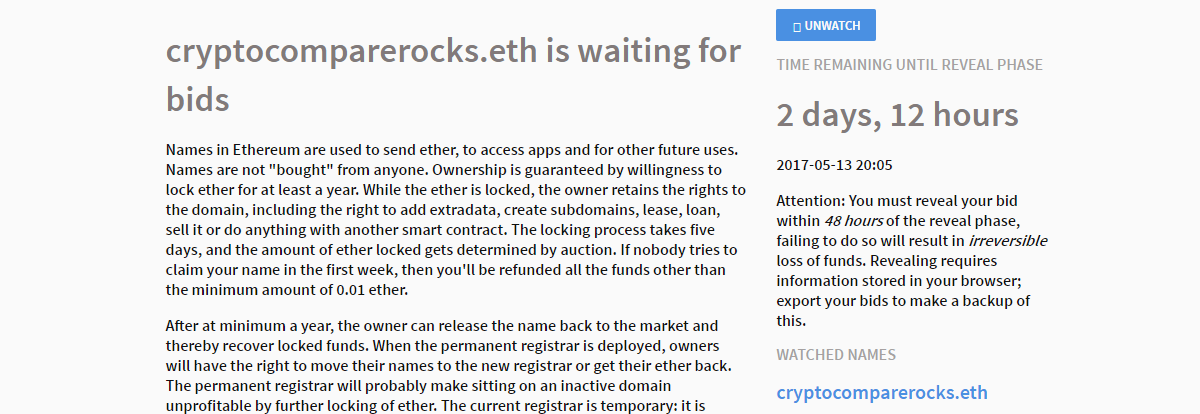 cryptocomparerocks.eth is waiting for
bids
Names in Ethereum are used to send ether, to access apps and for other future uses.
Names are not "bought" from anyone. Ownership is guaranteed by willingness to
lock ether for at least a year. While the ether is locked, the owner retains the rights to
the domain, including the right to add extradata, create subdomains, lease, loan,
sell it or do anything with another smart contract. The locking process takes five
days, and the amount of ether locked gets determined by auction. If nobody tries to
claim your name in the first week, then you'll be refunded all the funds other than
the minimum amount of 0.01 ether.
After at minimum a year, the owner can release the name back to the market and
thereby recover locked funds. When the permanent registrar is deployed, owners
will have the right to move their names to the new registrar or get their ether back.
The permanent registrar will probably make sitting on an inactive domain
unprofitable by further locking of ether. The current registrar is temporary: it is
UNWATCH
TIME REMAINING UNTIL REVEAL PHASE
2 days, 12 hours
2017-05-13 20:05
Attention: You must reveal your bid
within 48 hours of the reveal phase,
failing to do so will result in irreversible
loss of funds. Revealing requires
information stored in your browser;
export your bids to make a backup of
this.
WATCHED NAMES
cryptocomparerocks.eth